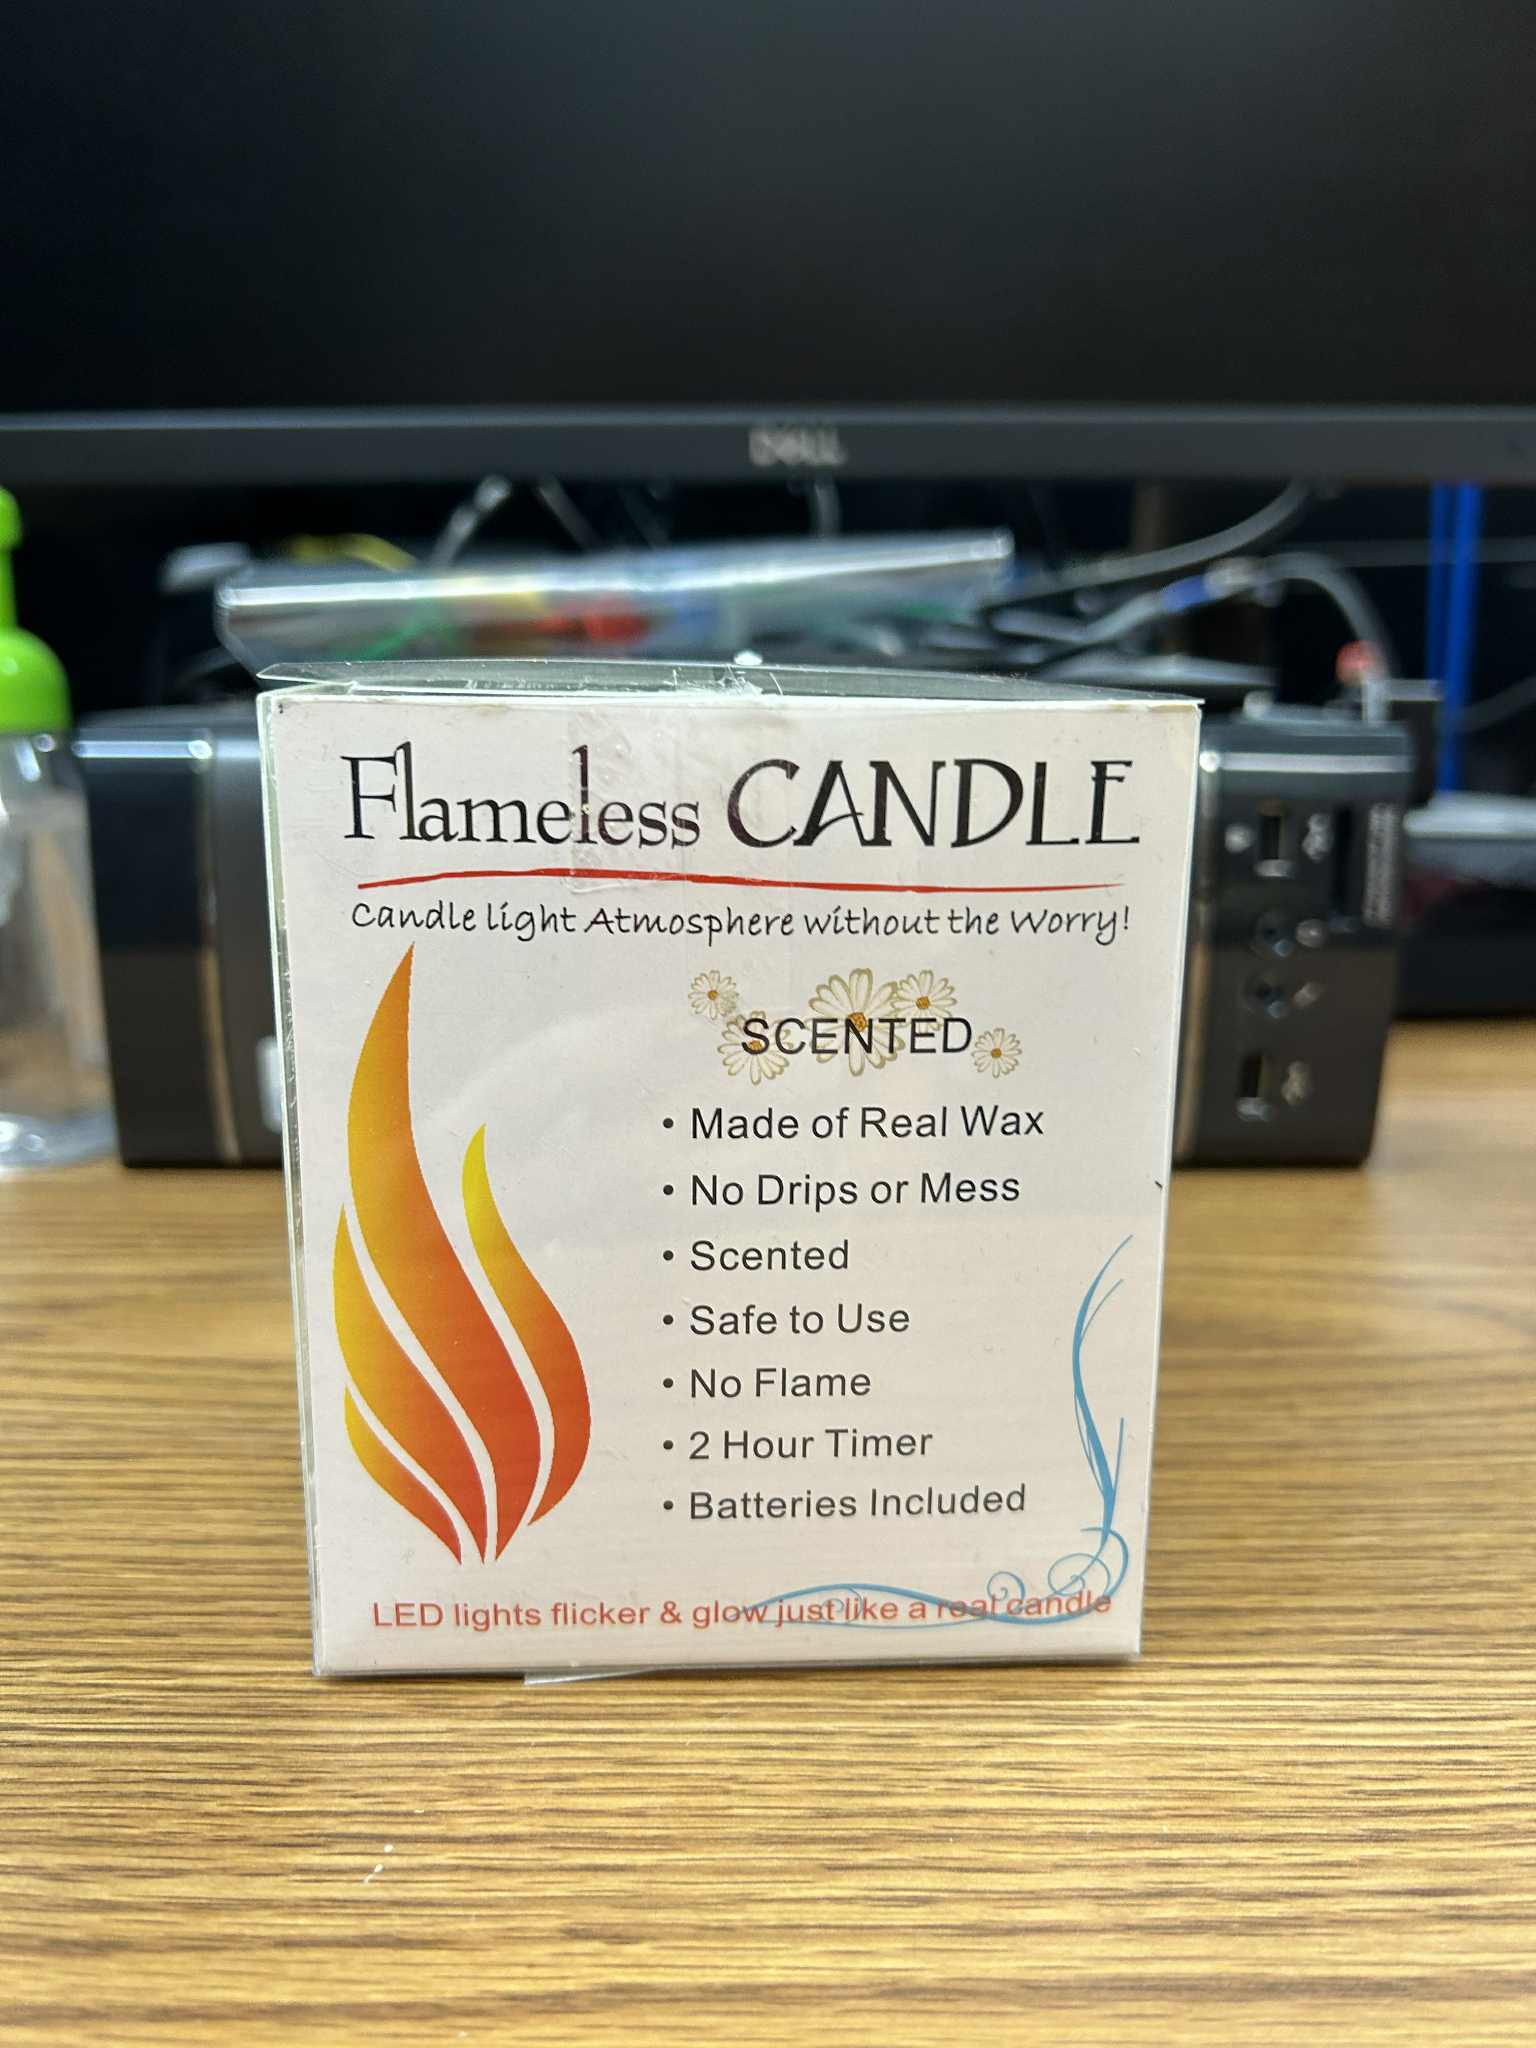 DELL
Flameless CANDLE
Candle light Atmosphere without the Worry!
SCENTED
• Made of Real Wax
• No Drips or Mess
• Scented
• Safe to Use
• No Flame
• 2 Hour Timer
• Batteries Included
LED lights flicker & glow just like a real candle